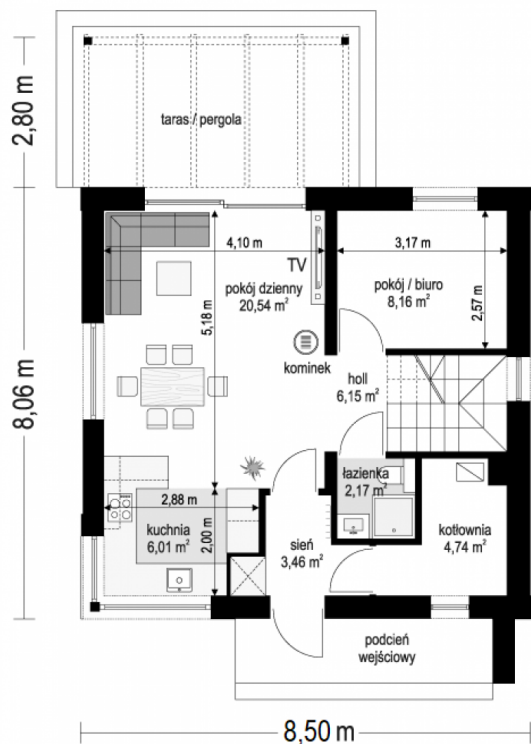 2,80 m
taras / pergola
8,06 m
4,10 m
TV
pokój dzienny
20,54 m²
5,18 m
3,17 m
pokój / biuro
8,16 m²
2,57 m
kominek
holl
6,15 m²
łazienka
2,17 m²
2,88 m
kuchnia
6,01 m²
2,00 m
sień
3,46 m²
kotłownia
4,74 m²
podcień
wejściowy
8,50 m